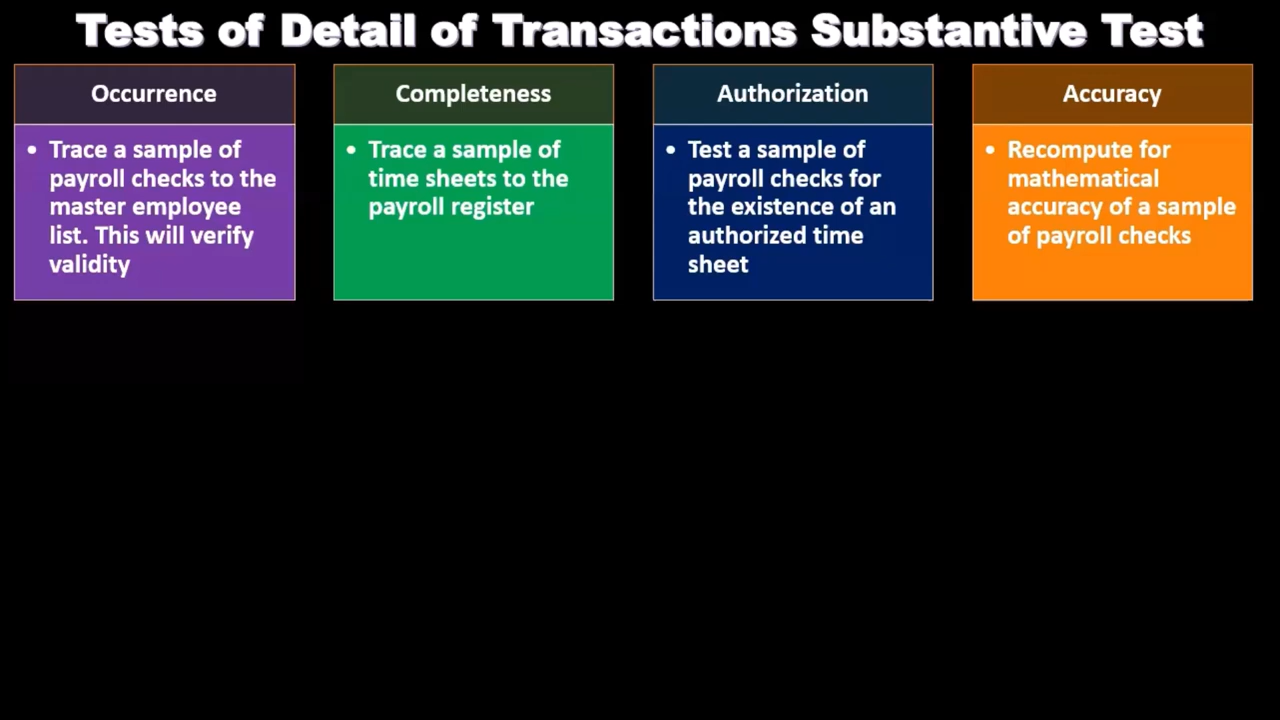 Tests of Detail of Transactions Substantive Test
Occurrence
• Trace a sample of
payroll checks to the
master employee
list. This will verify
validity
Completeness
• Trace a sample of
time sheets to the
payroll register
Authorization
• Test a sample of
payroll checks for
the existence of an
authorized time
sheet
Accuracy
• Recompute for
mathematical
accuracy of a sample
of payroll checks